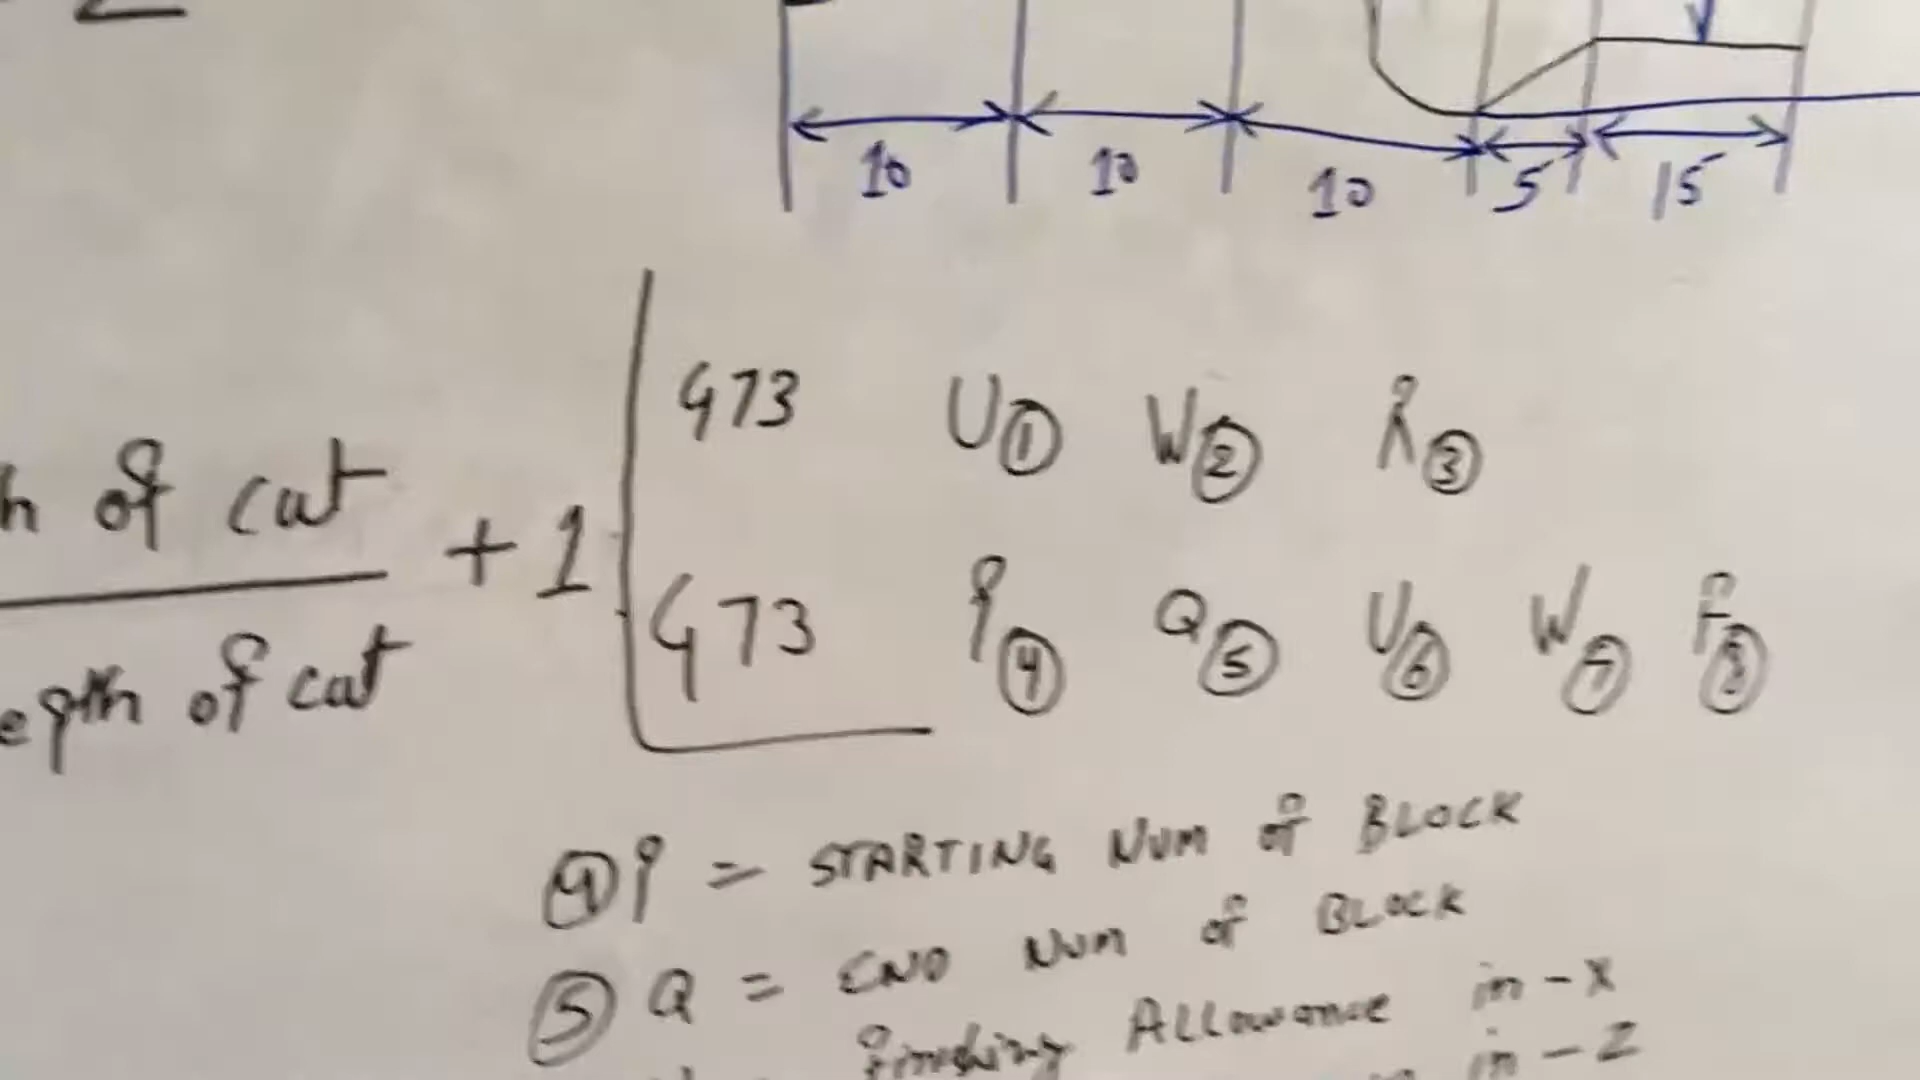 10 10 10 5 15
G73 U① W② R③
h of cut + 1
epth of cut
G73 P④ Q⑤ U⑥ W⑦ F⑧
④ P = STARTING NUM OF BLOCK
⑤ Q = END NUM OF BLOCK
Finishing Allowance in - X
in - Z